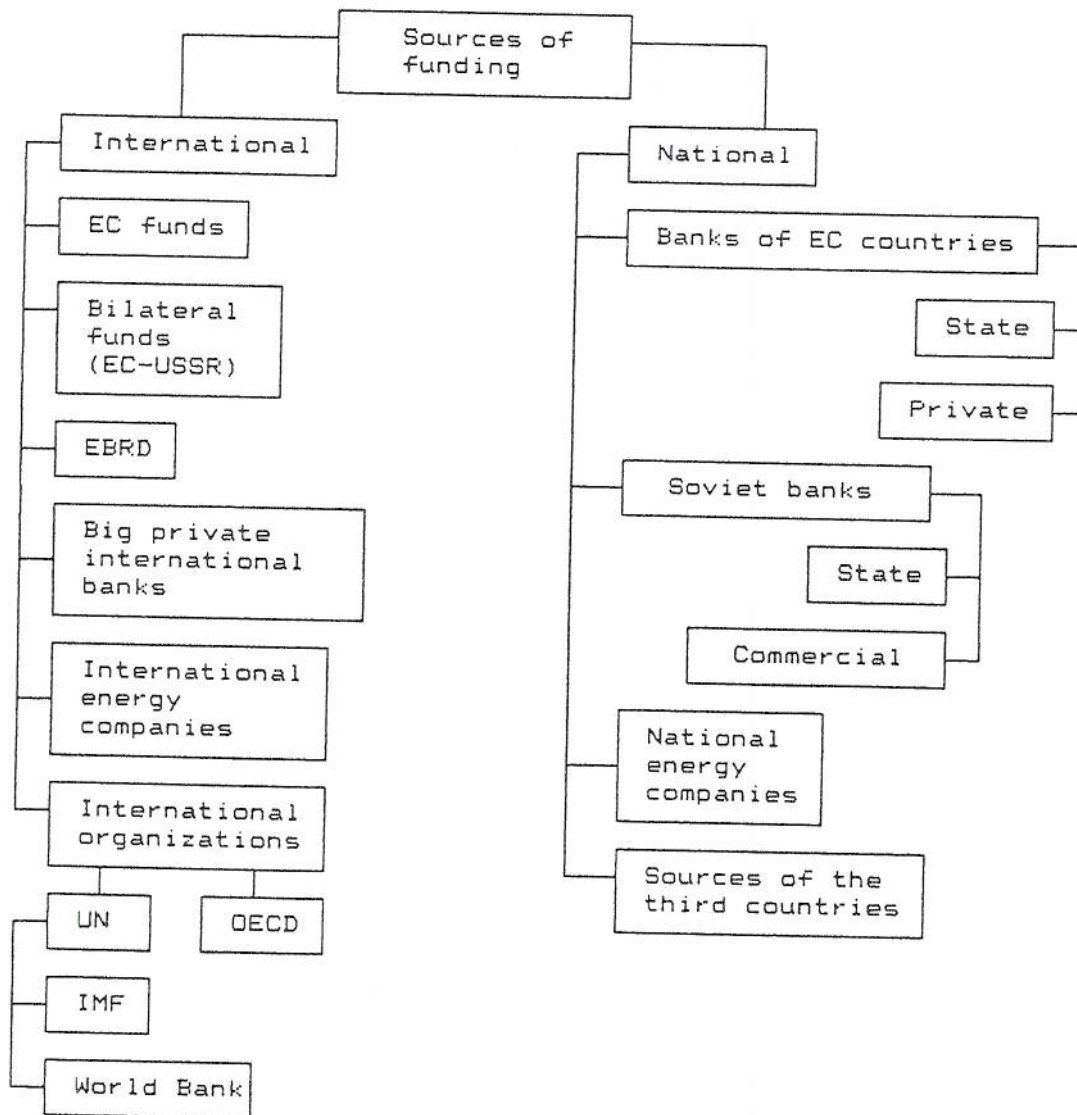 Sources of
funding
International
EC funds
Bilateral
funds
(EC-USSR)
EBRD
Big private
international
banks
International
energy
companies
International
organizations
UN
OECD
IMF
World Bank
National
Banks of EC countries
State
Private
Soviet banks
State
Commercial
National
energy
companies
Sources of the
third countries